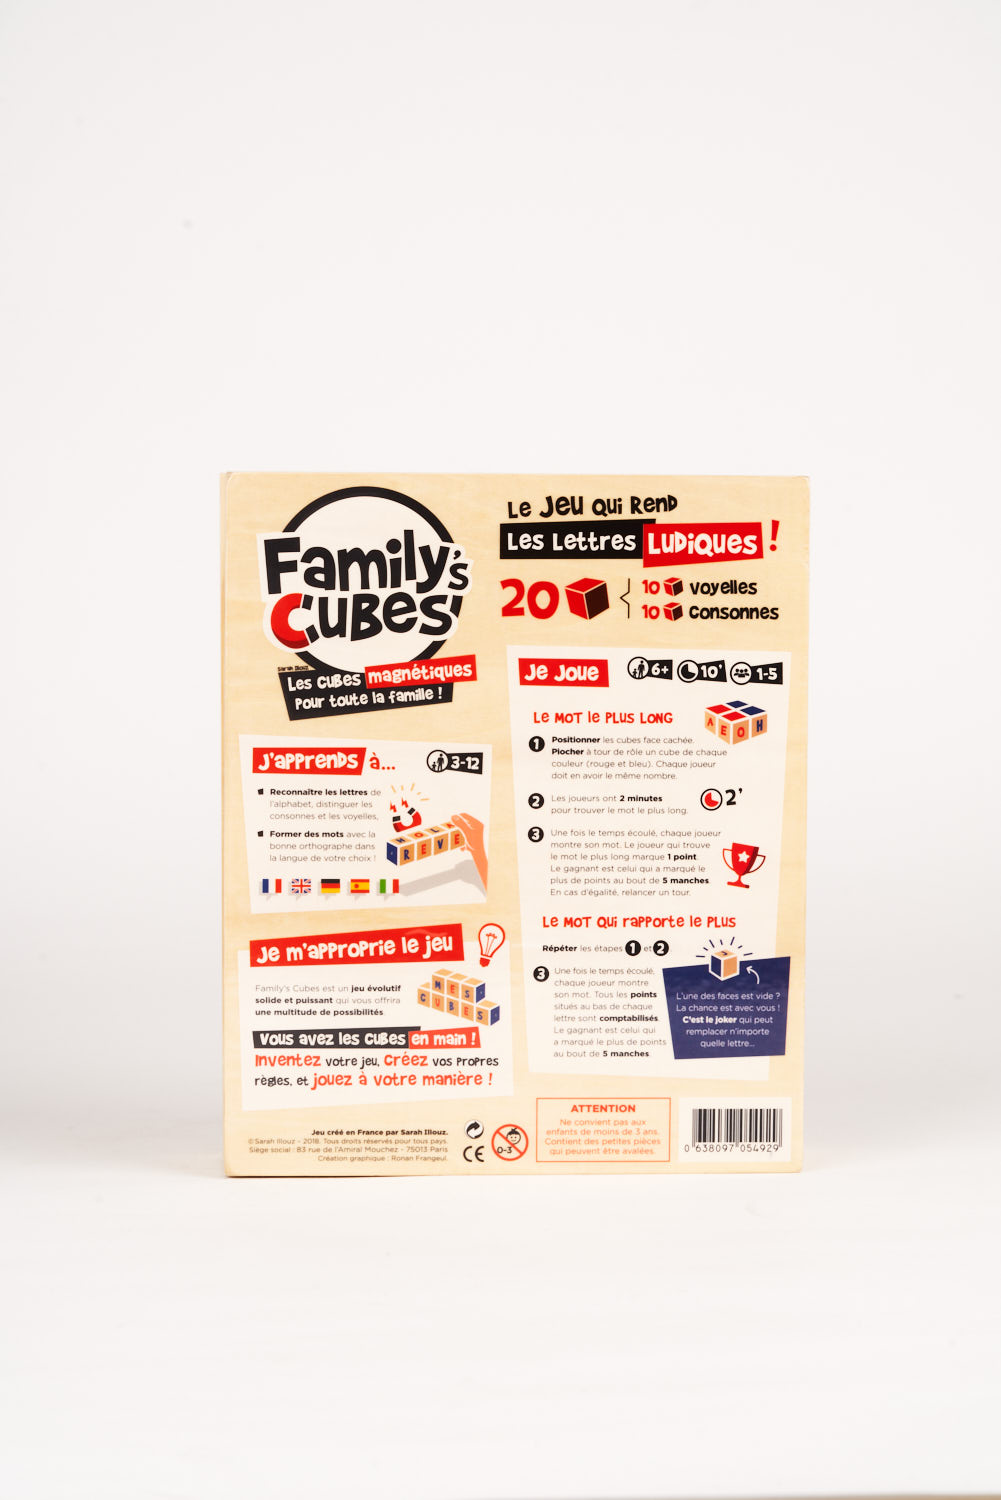 Family's
Cubes
Sarah Illouz
Les cubes magnétiques
pour toute la famille !
Le jeu qui rend
Les lettres ludiques !
20
10 voyelles
10 consonnes
J'apprends à...
3-12
Reconnaître les lettres de
l'alphabet, distinguer les
consonnes et les voyelles,
Former des mots avec la
bonne orthographe dans
la langue de votre choix !
HOLA
REVE
Je m'approprie le jeu
Family's Cubes est un jeu évolutif
solide et puissant qui vous offrira
une multitude de possibilités
MES
CUBES
Vous avez les cubes en main !
Inventez votre jeu, créez vos propres
règles, et jouez à votre manière !
Je joue
6+
10'
1-5
Le mot le plus long
A E O H
1 Positionner les cubes face cachée.
Piocher à tour de rôle un cube de chaque
couleur (rouge et bleu). Chaque joueur
doit en avoir le même nombre.
2 Les joueurs ont 2 minutes
pour trouver le mot le plus long.
2'
3 Une fois le temps écoulé, chaque joueur
montre son mot. Le joueur qui trouve
le mot le plus long marque 1 point.
Le gagnant est celui qui a marqué le
plus de points au bout de 5 manches.
En cas d'égalité, relancer un tour.
Le mot qui rapporte le plus
Répéter les étapes 1 et 2
3 Une fois le temps écoulé,
chaque joueur montre
son mot. Tous les points
situés au bas de chaque
lettre sont comptabilisés.
Le gagnant est celui qui
a marqué le plus de points
au bout de 5 manches.
L'une des faces est vide ?
La chance est avec vous !
C'est le joker qui peut
remplacer n'importe
quelle lettre...
Jeu créé en France par Sarah Illouz.
©Sarah Illouz - 2018. Tous droits réservés pour tous pays.
Siège social : 83 rue de l'Amiral Mouchez - 75013 Paris
Création graphique : Ronan Frangeul.
CE
0-3
ATTENTION
Ne convient pas aux
enfants de moins de 3 ans.
Contient des petites pièces
qui peuvent être avalées.
0 638097 054929